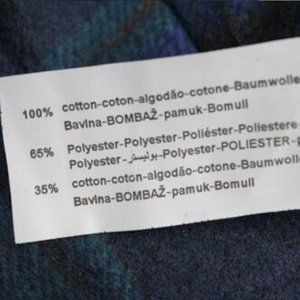 100% cotton-coton-algodão-cotone-Baumwolle
Bavlna-BOMBAŽ-pamuk-Bomull
65% Polyester-Polyester-Poliéster-Poliestere
Polyester-بوليستر-Polyester-POLIESTER-p
35% cotton-coton-algodão-cotone-Baumwolle
Bavlna-BOMBAŽ-pamuk-Bomull